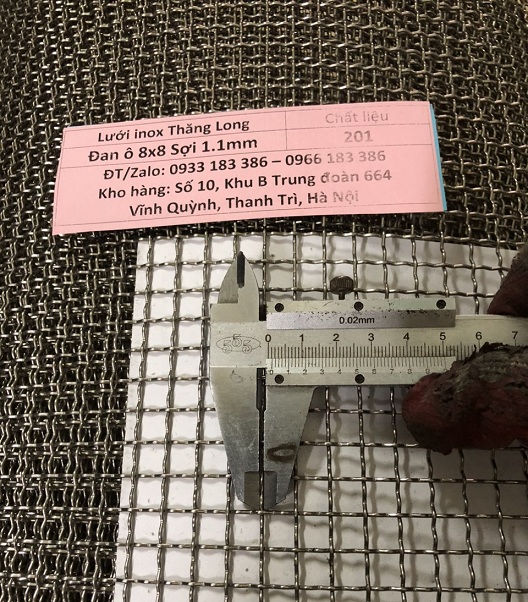 Lưới inox Thăng Long
Chất liệu
Đan ô 8x8 Sợi 1.1mm
201
ĐT/Zalo: 0933 183 386 – 0966 183 386
Kho hàng: Số 10, Khu B Trung đoàn 664
Vĩnh Quỳnh, Thanh Trì, Hà Nội
0.02mm
0 1 2 3 4 5 6 7